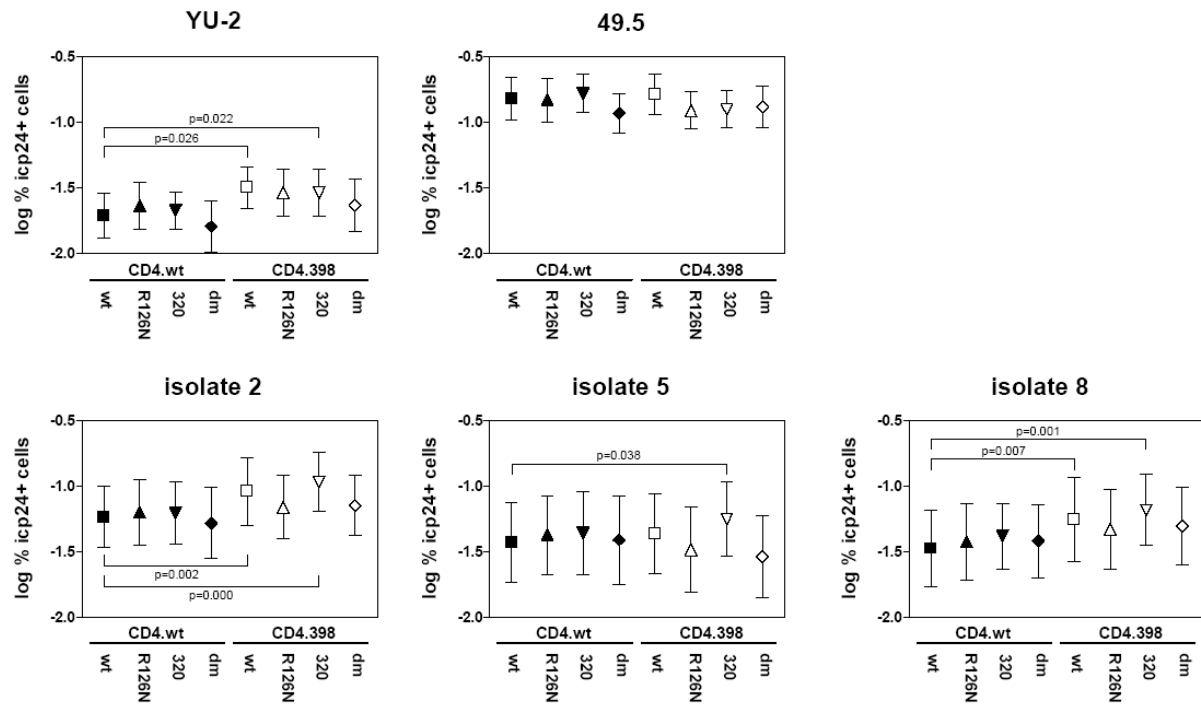 YU-2
49.5
log % icp24+ cells
-0.5
-1.0
-1.5
-2.0
p=0.022
p=0.026
CD4.wt
CD4.398
wt
R126N
320
dm
wt
R126N
320
dm
log % icp24+ cells
-0.5
-1.0
-1.5
-2.0
CD4.wt
CD4.398
wt
R126N
320
dm
wt
R126N
320
dm
isolate 2
isolate 5
isolate 8
log % icp24+ cells
-0.5
-1.0
-1.5
-2.0
p=0.002
p=0.000
CD4.wt
CD4.398
wt
R126N
320
dm
wt
R126N
320
dm
log % icp24+ cells
-0.5
-1.0
-1.5
-2.0
p=0.038
CD4.wt
CD4.398
wt
R126N
320
dm
wt
R126N
320
dm
log % icp24+ cells
-0.5
-1.0
-1.5
-2.0
p=0.001
p=0.007
CD4.wt
CD4.398
wt
R126N
320
dm
wt
R126N
320
dm